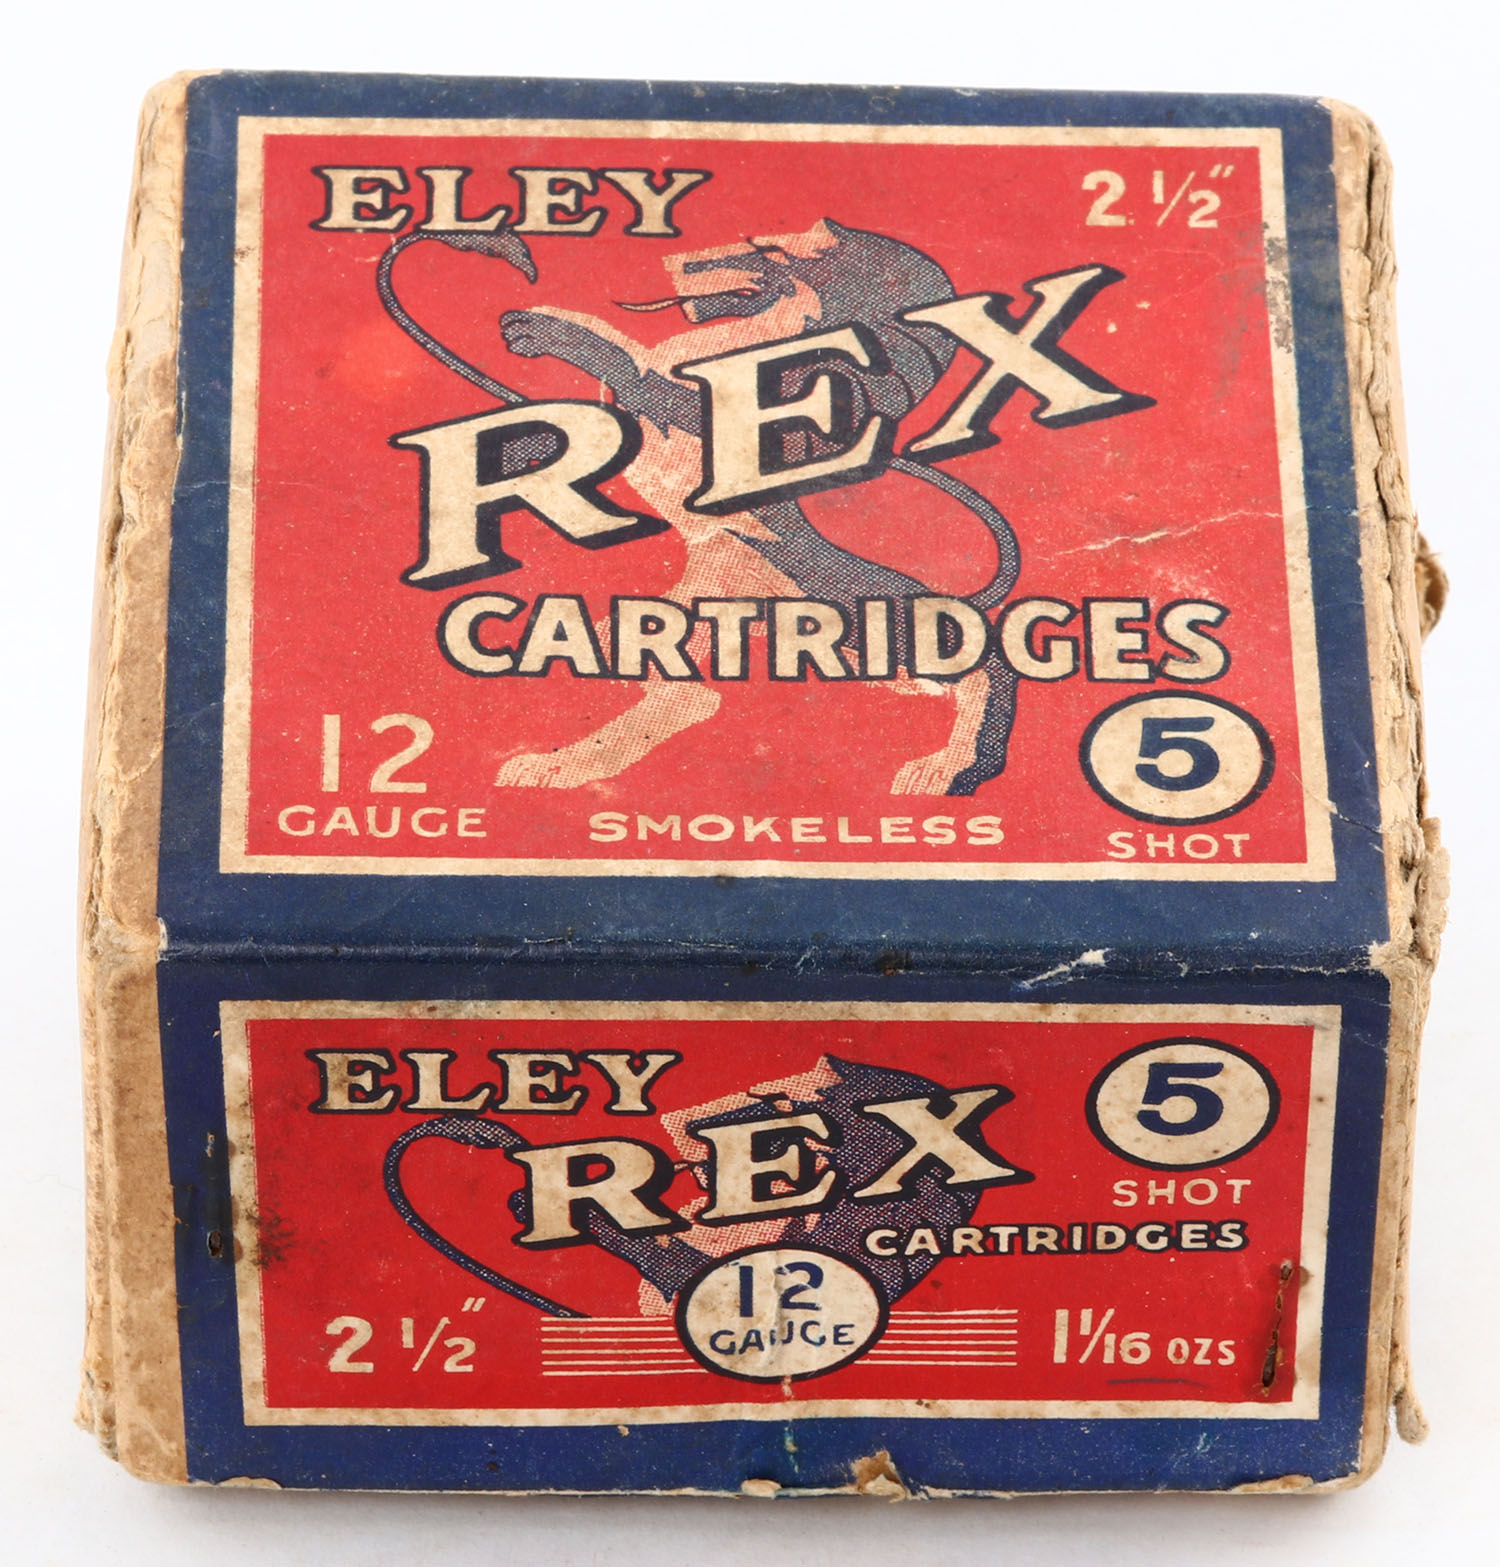 ELEY 2 1/2"
REX
CARTRIDGES
12 5
GAUGE SMOKELESS SHOT
ELEY 5
REX SHOT
CARTRIDGES
2 1/2" 12 GAUGE 1 1/16 OZS